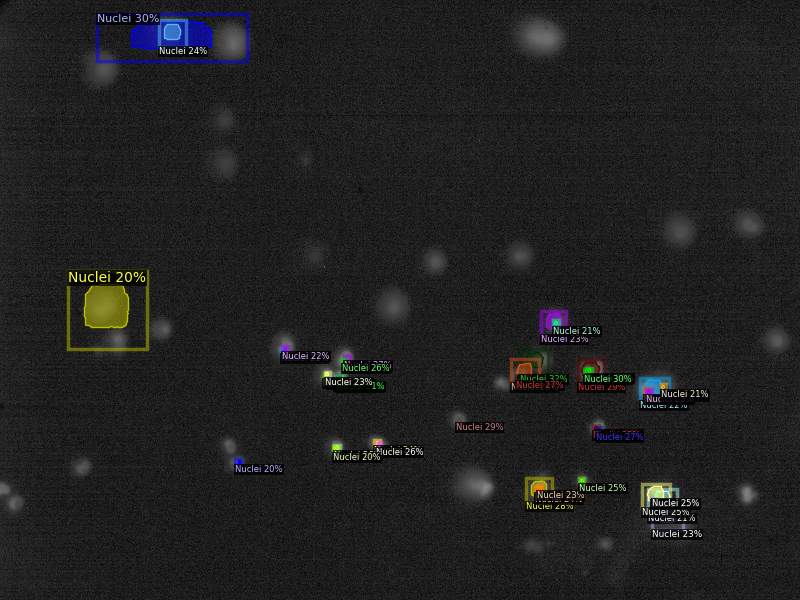 Nuclei 30%
Nuclei 24%
Nuclei 20%
Nuclei 21%
Nuclei 23%
Nuclei 22%
Nuclei 26%
Nuclei 23%
1%
Nuclei 32%
Nuclei 27%
Nuclei 30%
Nuclei 29%
Nuclei 21%
Nuclei 22%
Nuclei 29%
Nuclei 27%
Nuclei 20%
Nuclei 26%
Nuclei 20%
Nuclei 25%
Nuclei 23%
Nuclei 28%
Nuclei 25%
Nuclei 25%
Nuclei 21%
Nuclei 23%